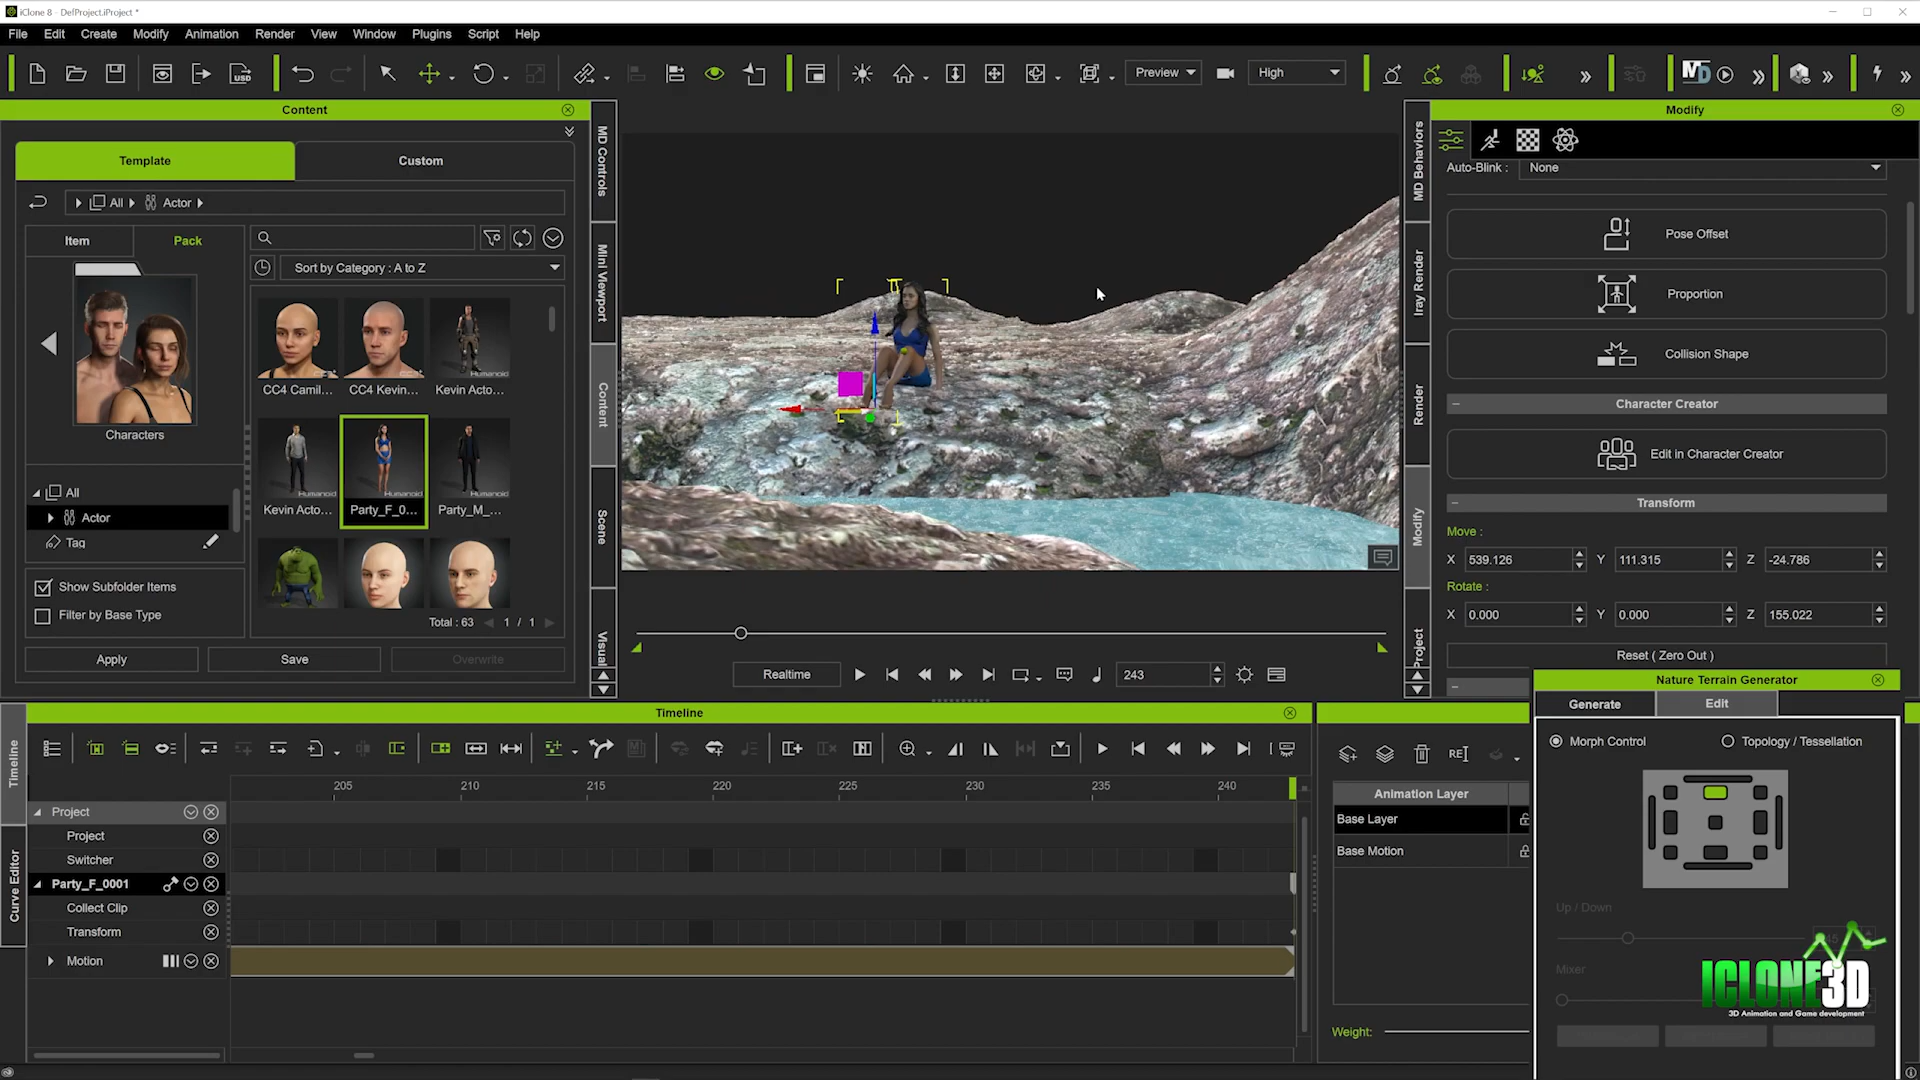 iClone 8 - DefProject.iProject *
File Edit Create Modify Animation Render View Window Plugins Script Help
USD
Preview
High
MD
Content
Template
Custom
All
Actor
Item
Pack
Sort by Category : A to Z
Characters
CC4 Camil...
CC4 Kevin...
Humanoid
Kevin Acto...
Humanoid
Kevin Acto...
Humanoid
Party_F_0...
Humanoid
Party_M_...
All
Actor
Tag
Show Subfolder Items
Filter by Base Type
Total : 63
1 / 1
Apply
Save
Overwrite
MD Controls
Mini Viewport
Content
Scene
Visual
Realtime
243
MD Behaviors
Iray Render
Render
Modify
Project
Modify
Auto-Blink :
None
Pose Offset
Proportion
Collision Shape
Character Creator
Edit in Character Creator
Transform
Move :
X 539.126 Y 111.315 Z -24.786
Rotate :
X 0.000 Y 0.000 Z 155.022
Reset ( Zero Out )
Nature Terrain Generator
Generate
Edit
Morph Control
Topology / Tessellation
Up / Down
Mixer
ICLONE3D
3D Animation and Game development
Timeline
Timeline
Curve Editor
205 210 215 220 225 230 235 240
Project
Project
Switcher
Party_F_0001
Collect Clip
Transform
Motion
Animation Layer
Base Layer
Base Motion
Weight: